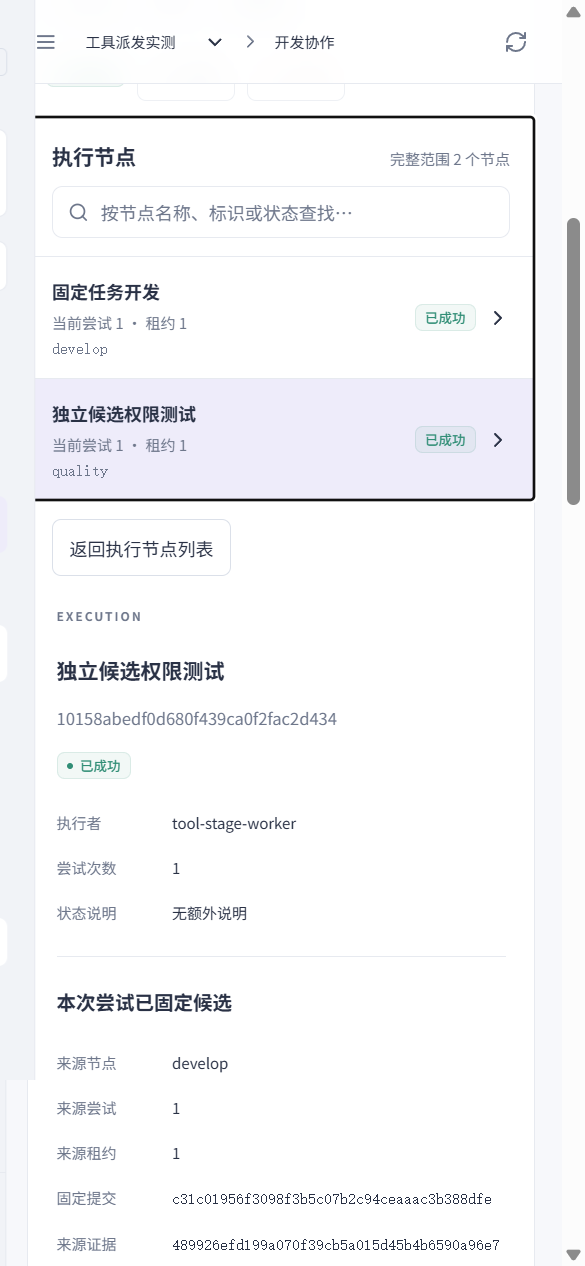 工具派发实测
开发协作
执行节点
完整范围 2 个节点
按节点名称、标识或状态查找…
固定任务开发
当前尝试 1 · 租约 1
develop
已成功
独立候选权限测试
当前尝试 1 · 租约 1
quality
已成功
返回执行节点列表
EXECUTION
独立候选权限测试
10158abedf0d680f439ca0f2fac2d434
已成功
执行者 tool-stage-worker
尝试次数 1
状态说明 无额外说明
本次尝试已固定候选
来源节点 develop
来源尝试 1
来源租约 1
固定提交 c31c01956f3098f3b5c07b2c94ceaaac3b388dfe
来源证据 489926efd199a070f39cb5a015d45b4b6590a96e7